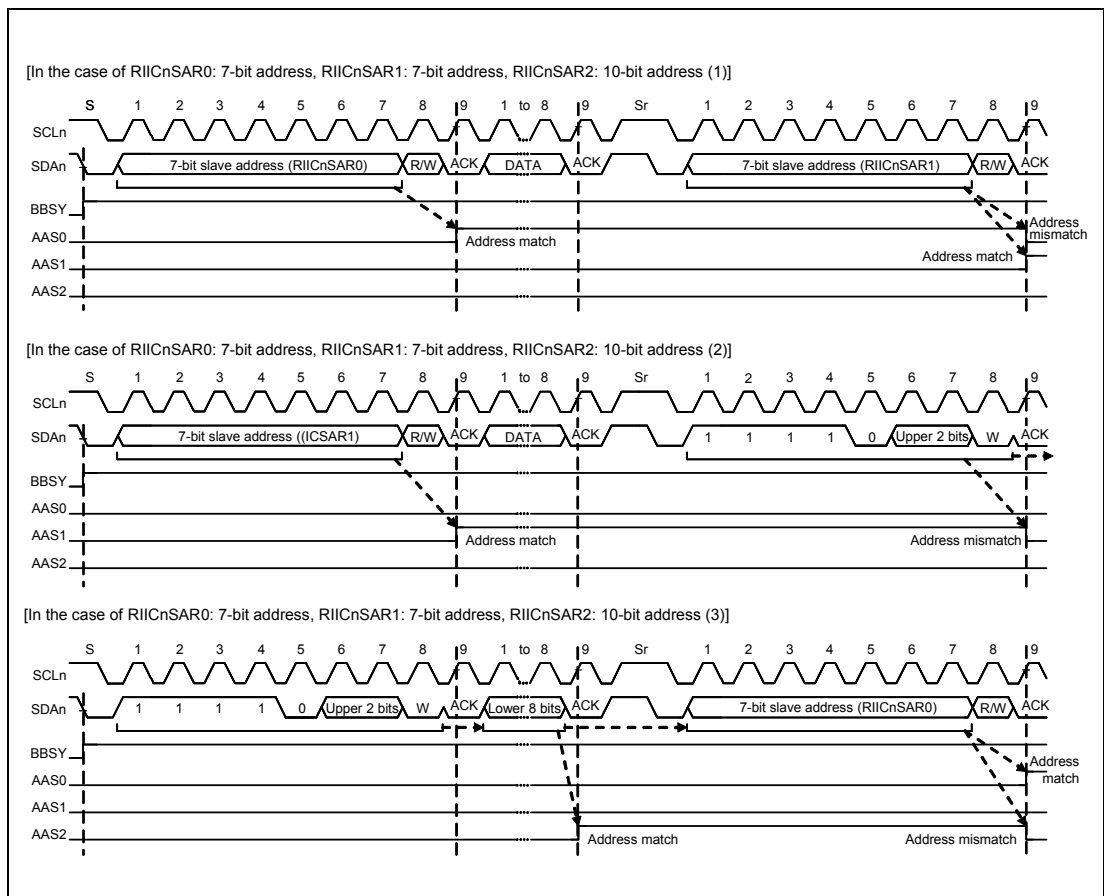 [In the case of RIICnSAR0: 7-bit address, RIICnSAR1: 7-bit address, RIICnSAR2: 10-bit address (1)]
S 1 2 3 4 5 6 7 8 9 1 to 8 9 Sr 1 2 3 4 5 6 7 8 9
SCLn
SDAn 7-bit slave address (RIICnSAR0) R/W ACK DATA ACK 7-bit slave address (RIICnSAR1) R/W ACK
BBSY
Address
mismatch
AAS0 Address match
Address match
AAS1
AAS2
[In the case of RIICnSAR0: 7-bit address, RIICnSAR1: 7-bit address, RIICnSAR2: 10-bit address (2)]
S 1 2 3 4 5 6 7 8 9 1 to 8 9 Sr 1 2 3 4 5 6 7 8 9
SCLn
SDAn 7-bit slave address ((ICSAR1) R/W ACK DATA ACK 1 1 1 1 0 Upper 2 bits W ACK
BBSY
AAS0
AAS1 Address match Address mismatch
AAS2
[In the case of RIICnSAR0: 7-bit address, RIICnSAR1: 7-bit address, RIICnSAR2: 10-bit address (3)]
S 1 2 3 4 5 6 7 8 9 1 to 8 9 Sr 1 2 3 4 5 6 7 8 9
SCLn
SDAn 1 1 1 1 0 Upper 2 bits W ACK Lower 8 bits ACK 7-bit slave address (RIICnSAR0) R/W ACK
BBSY
Address
match
AAS0
AAS1
AAS2 Address match Address mismatch